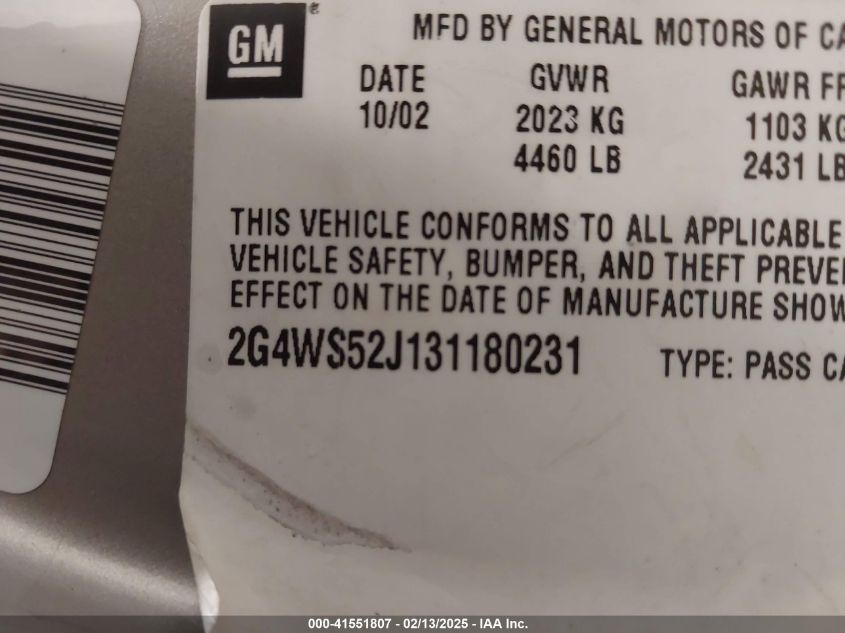 GM
MFD BY GENERAL MOTORS OF CA
DATE GVWR GAWR FR
10/02 2023 KG 1103 KG
4460 LB 2431 LB
THIS VEHICLE CONFORMS TO ALL APPLICABLE
VEHICLE SAFETY, BUMPER, AND THEFT PREVE
EFFECT ON THE DATE OF MANUFACTURE SHOW
2G4WS52J131180231 TYPE: PASS CA
000-41551807 - 02/13/2025 - IAA Inc.